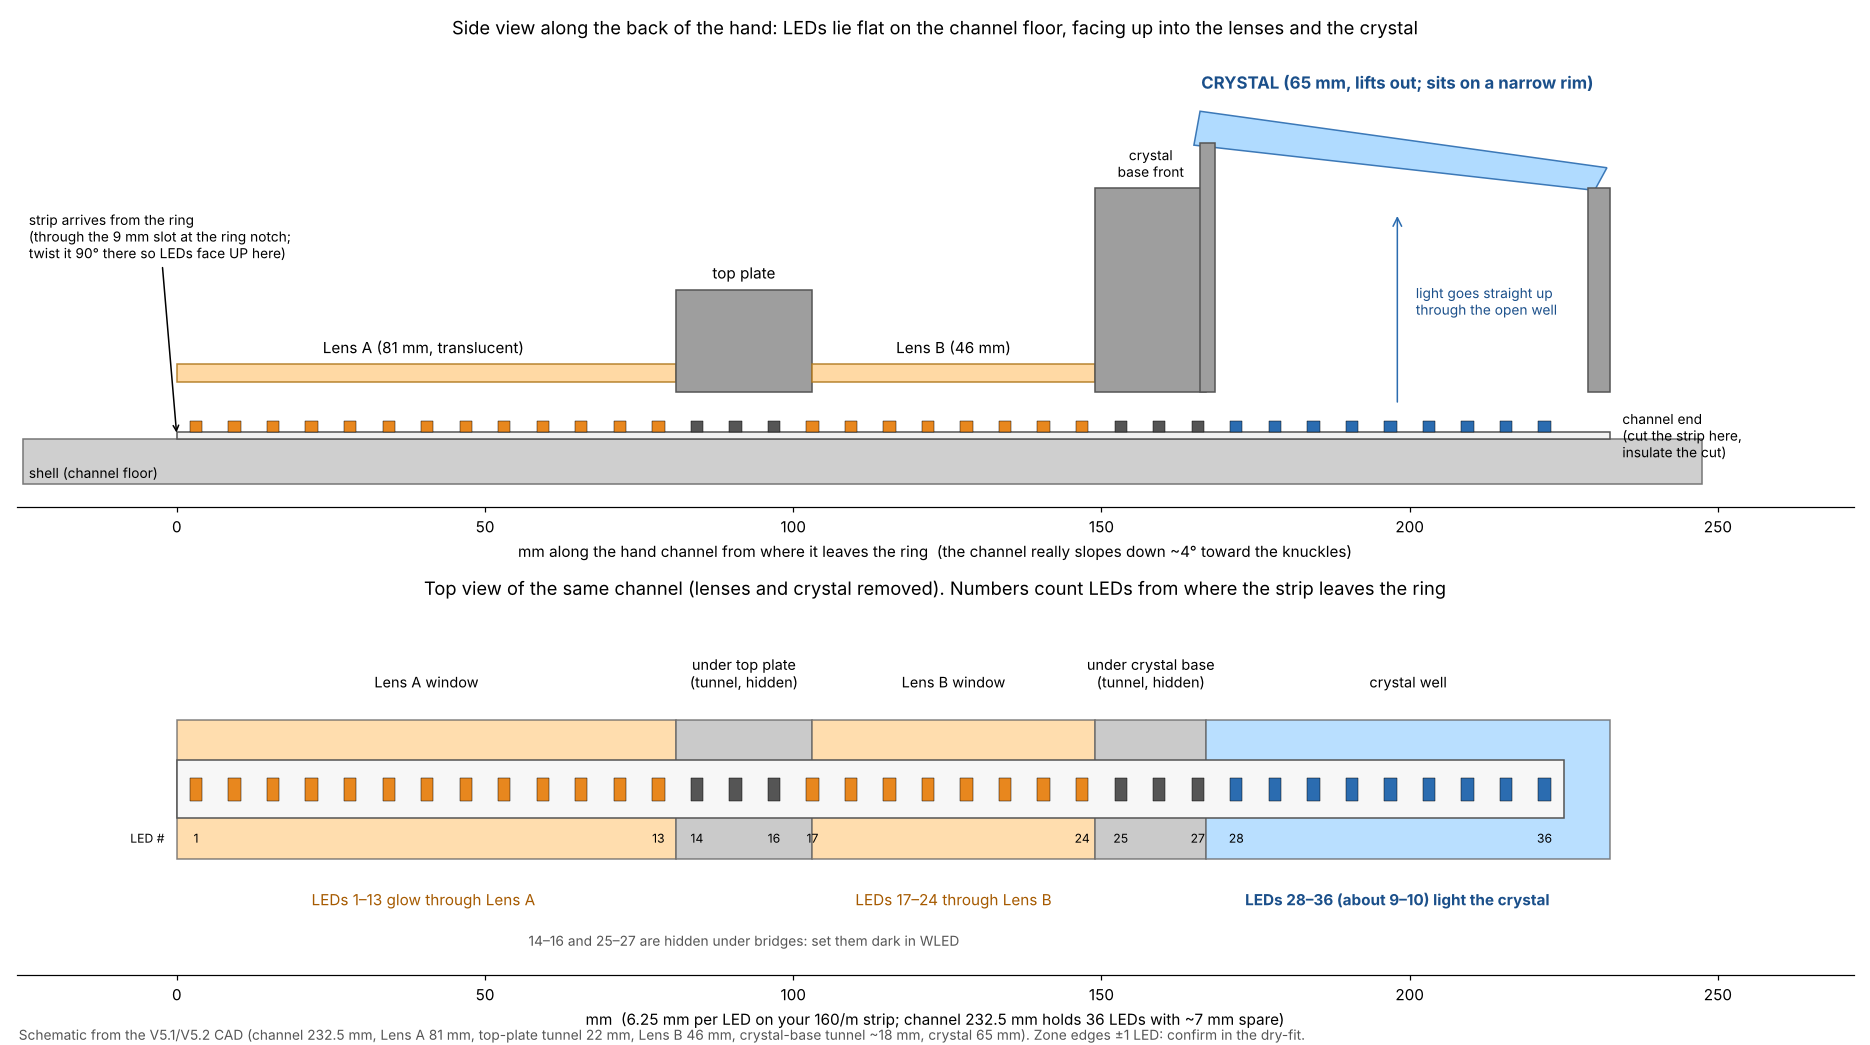 Side view along the back of the hand: LEDs lie flat on the channel floor, facing up into the lenses and the crystal
CRYSTAL (65 mm, lifts out; sits on a narrow rim)
crystal
base front
strip arrives from the ring
(through the 9 mm slot at the ring notch;
twist it 90° there so LEDs face UP here)
top plate
light goes straight up
through the open well
Lens A (81 mm, translucent)
Lens B (46 mm)
channel end
(cut the strip here,
insulate the cut)
shell (channel floor)
0 50 100 150 200 250
mm along the hand channel from where it leaves the ring (the channel really slopes down ~4° toward the knuckles)
Top view of the same channel (lenses and crystal removed). Numbers count LEDs from where the strip leaves the ring
Lens A window
under top plate
(tunnel, hidden)
Lens B window
under crystal base
(tunnel, hidden)
crystal well
LED # 1 13 14 16 17 24 25 27 28 36
LEDs 1–13 glow through Lens A
LEDs 17–24 through Lens B
LEDs 28–36 (about 9–10) light the crystal
14–16 and 25–27 are hidden under bridges: set them dark in WLED
0 50 100 150 200 250
mm (6.25 mm per LED on your 160/m strip; channel 232.5 mm holds 36 LEDs with ~7 mm spare)
Schematic from the V5.1/V5.2 CAD (channel 232.5 mm, Lens A 81 mm, top-plate tunnel 22 mm, Lens B 46 mm, crystal-base tunnel ~18 mm, crystal 65 mm). Zone edges ±1 LED: confirm in the dry-fit.